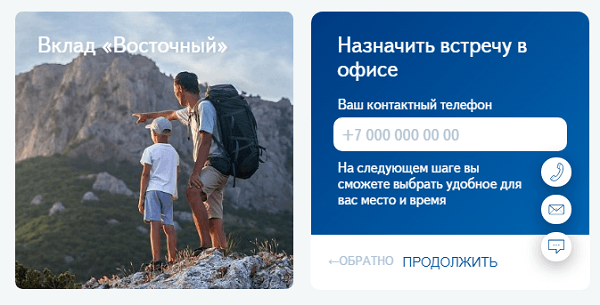 Вклад «Восточный»
Назначить встречу в
офисе
Ваш контактный телефон
+7 000 000 00 00
На следующем шаге вы
сможете выбрать удобное для
вас место и время
←ОБРАТНО ПРОДОЛЖИТЬ